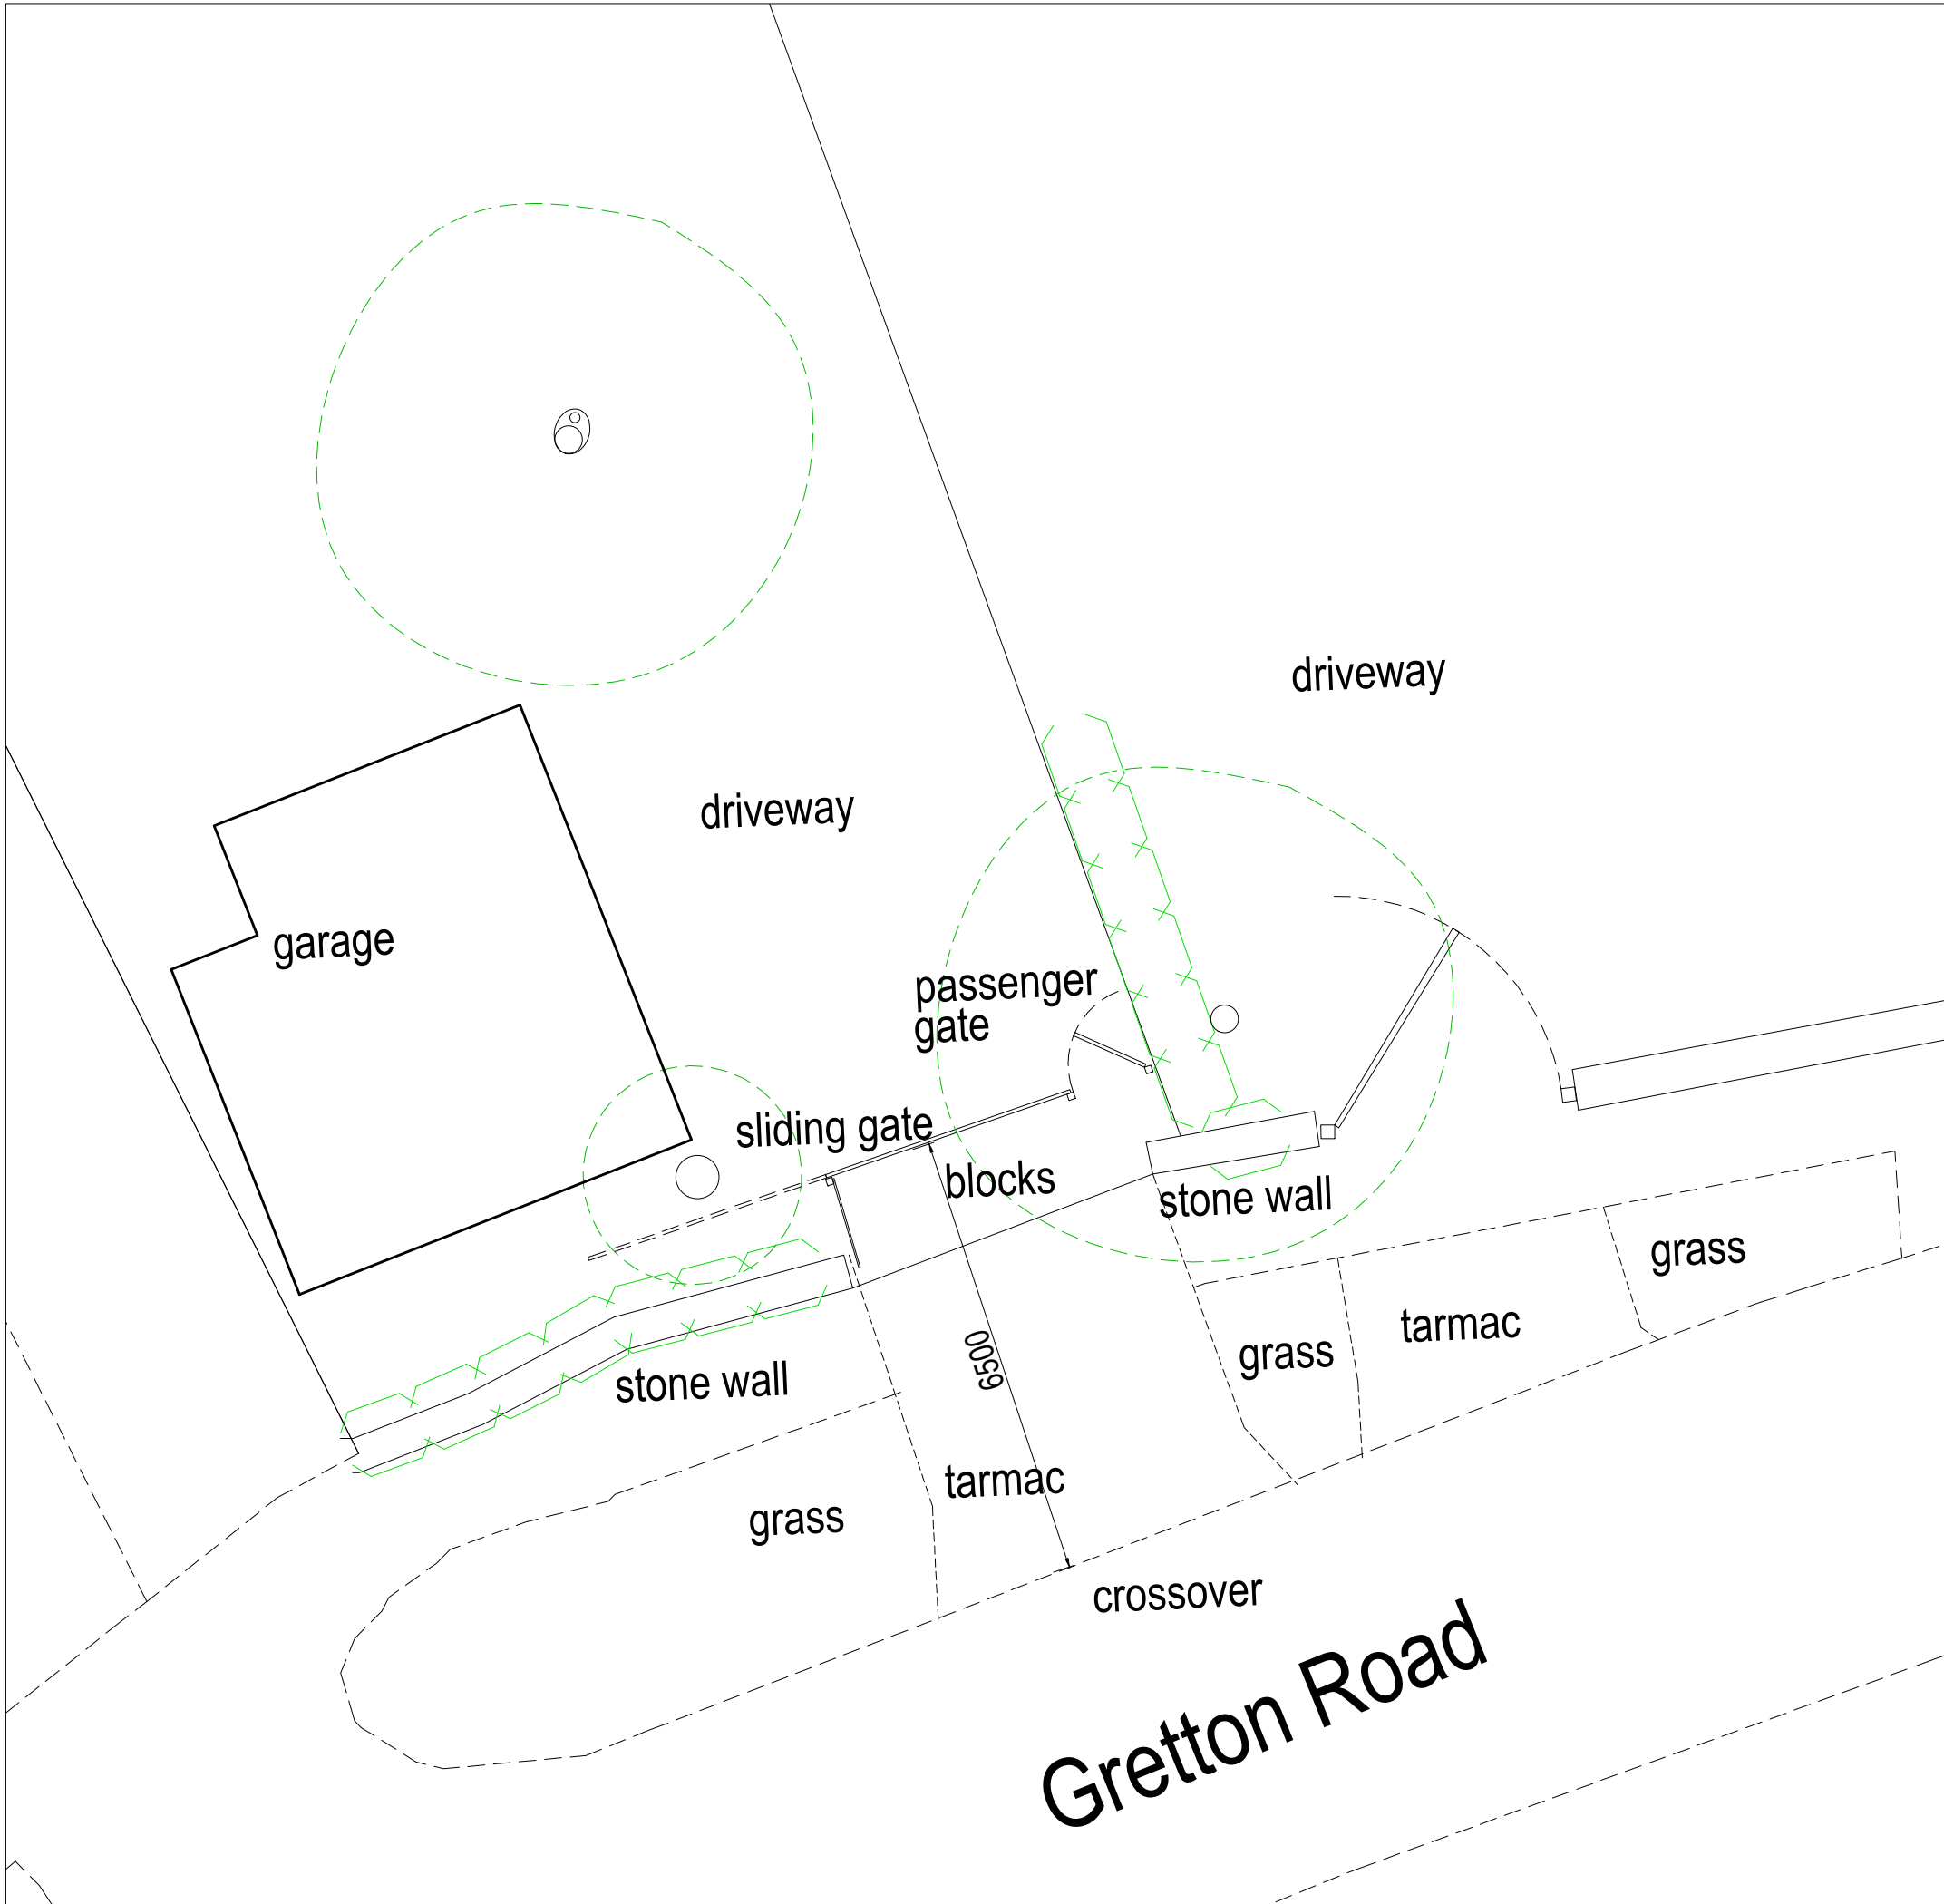 driveway
driveway
garage
passenger
gate
sliding gate
blocks
stone wall
grass
tarmac
grass
6500
stone wall
tarmac
grass
crossover
Gretton Road